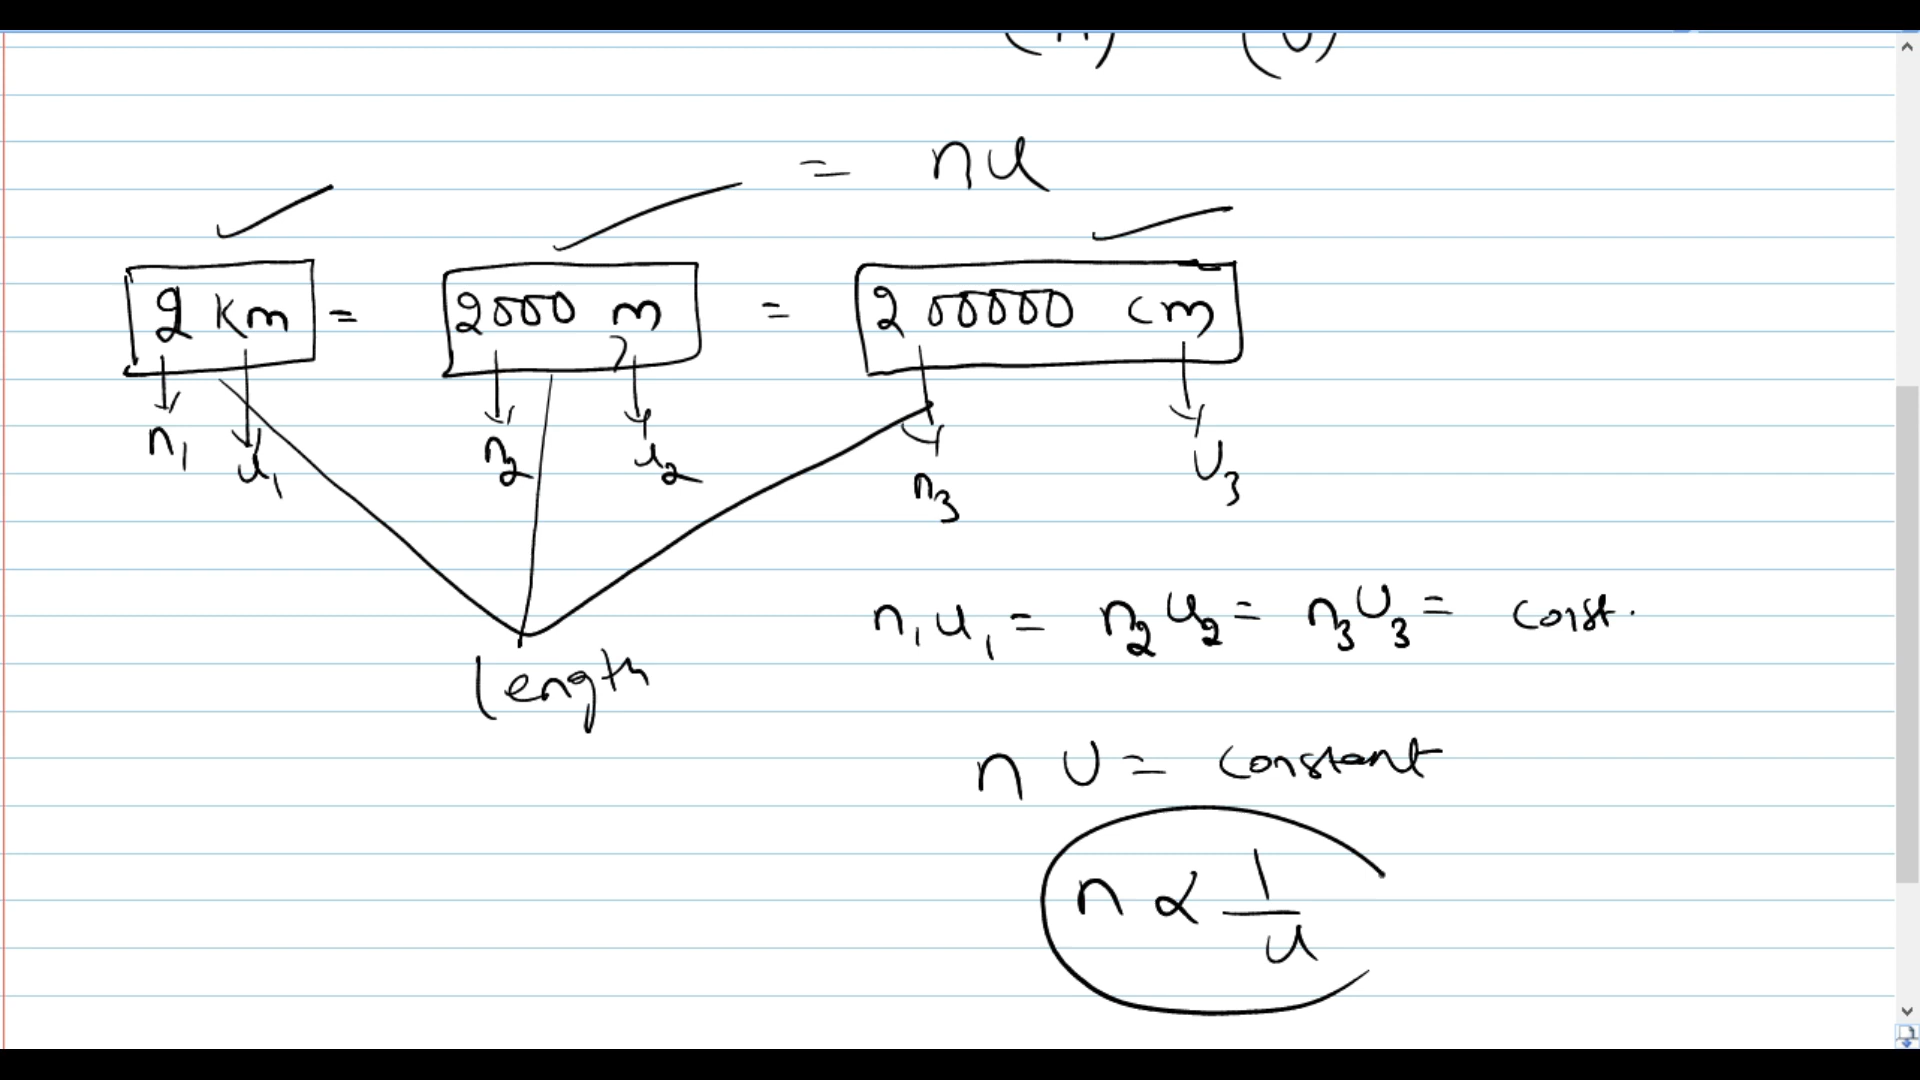 (n) (U)
= nu
2 Km = 2000 m = 200000 cm
n₁ u₁ n₂ u₂ n₃ U₃
n₁u₁ = n₂u₂ = n₃U₃ = const.
length
n U = constant
n ∝ 1/u